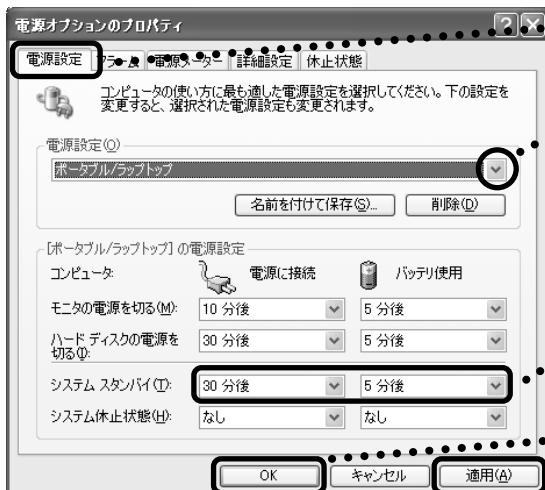 電源オプションのプロパティ
電源設定 アラーム 電源メーター 詳細設定 休止状態
コンピュータの使い方に最も適した電源設定を選択してください。下の設定を
変更すると、選択された電源設定も変更されます。
電源設定(O)
ポータブル/ラップトップ
名前を付けて保存(S)... 削除(D)
[ポータブル/ラップトップ] の電源設定
コンピュータ: 電源に接続 バッテリ使用
モニタの電源を切る(M): 10 分後 5 分後
ハード ディスクの電源を 30 分後 5 分後
切る(I):
システム スタンバイ(T): 30 分後 5 分後
システム休止状態(H): なし なし
OK キャンセル 適用(A)